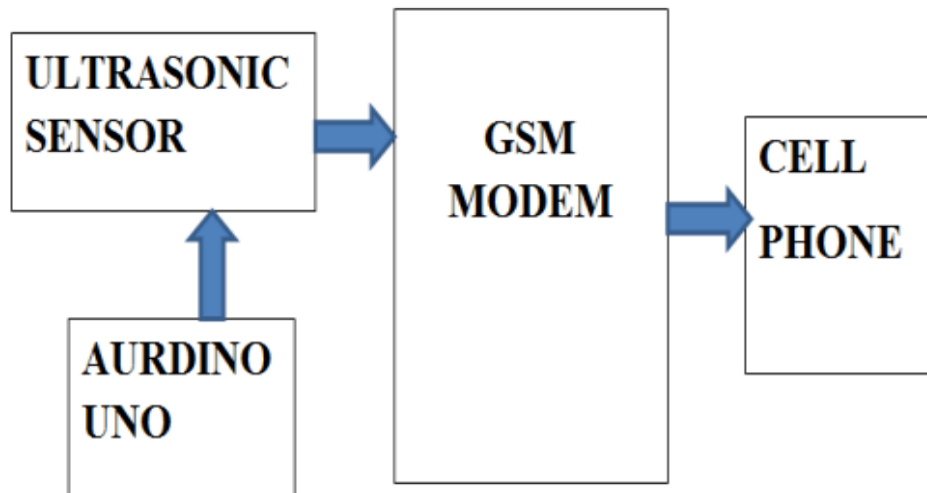 ULTRASONIC
SENSOR
GSM
MODEM
CELL
PHONE
AURDINO
UNO